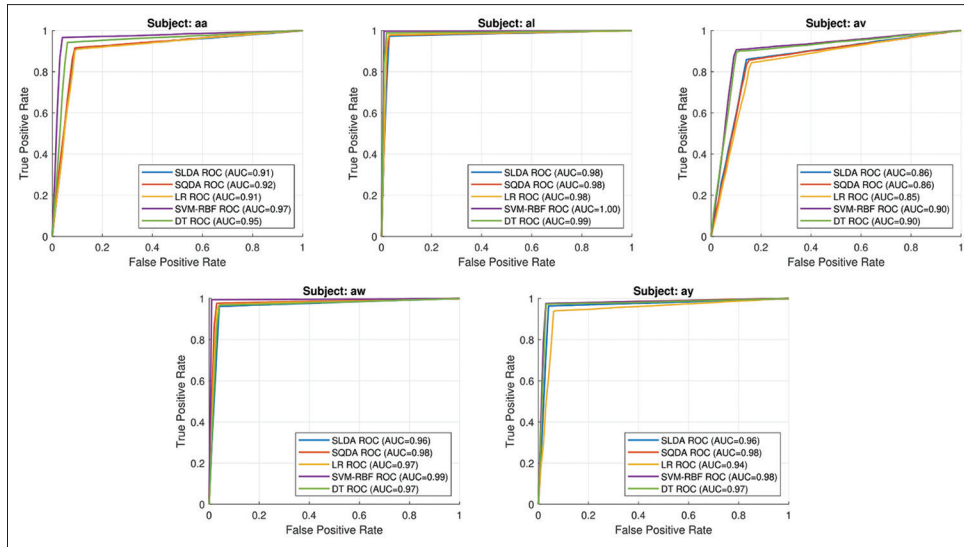 Subject: aa
1
0.8
0.6
0.4
0.2
0
True Positive Rate
SLDA ROC (AUC=0.91)
SQDA ROC (AUC=0.92)
LR ROC (AUC=0.91)
SVM-RBF ROC (AUC=0.97)
DT ROC (AUC=0.95)
0 0.2 0.4 0.6 0.8 1
False Positive Rate
Subject: al
1
0.8
0.6
0.4
0.2
0
True Positive Rate
SLDA ROC (AUC=0.98)
SQDA ROC (AUC=0.98)
LR ROC (AUC=0.98)
SVM-RBF ROC (AUC=1.00)
DT ROC (AUC=0.99)
0 0.2 0.4 0.6 0.8 1
False Positive Rate
Subject: av
1
0.8
0.6
0.4
0.2
0
True Positive Rate
SLDA ROC (AUC=0.86)
SQDA ROC (AUC=0.86)
LR ROC (AUC=0.85)
SVM-RBF ROC (AUC=0.90)
DT ROC (AUC=0.90)
0 0.2 0.4 0.6 0.8 1
False Positive Rate
Subject: aw
1
0.8
0.6
0.4
0.2
0
True Positive Rate
SLDA ROC (AUC=0.96)
SQDA ROC (AUC=0.98)
LR ROC (AUC=0.97)
SVM-RBF ROC (AUC=0.99)
DT ROC (AUC=0.97)
0 0.2 0.4 0.6 0.8 1
False Positive Rate
Subject: ay
1
0.8
0.6
0.4
0.2
0
True Positive Rate
SLDA ROC (AUC=0.96)
SQDA ROC (AUC=0.98)
LR ROC (AUC=0.94)
SVM-RBF ROC (AUC=0.98)
DT ROC (AUC=0.97)
0 0.2 0.4 0.6 0.8 1
False Positive Rate